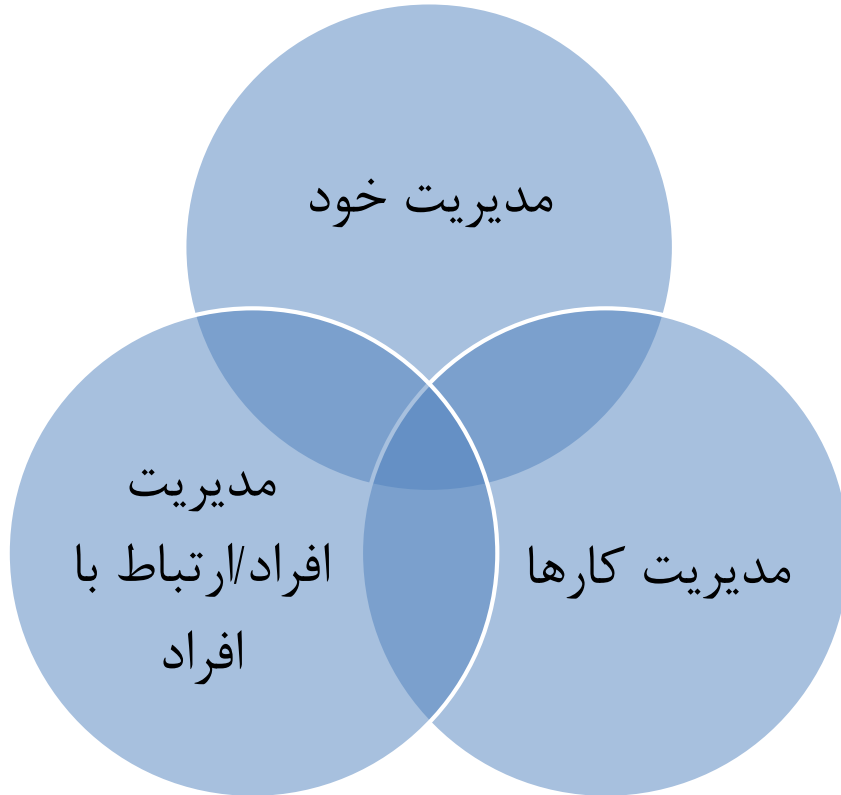 مدیریت خود
مدیریت
افراد/ارتباط با
افراد
مدیریت کارها